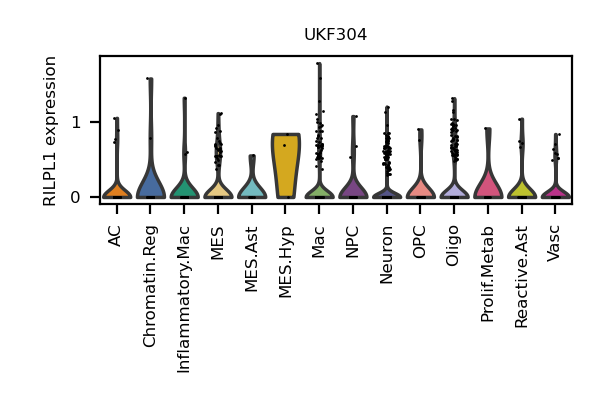 UKF304
RILPL1 expression
1
0
AC
Chromatin.Reg
Inflammatory.Mac
MES
MES.Ast
MES.Hyp
Mac
NPC
Neuron
OPC
Oligo
Prolif.Metab
Reactive.Ast
Vasc